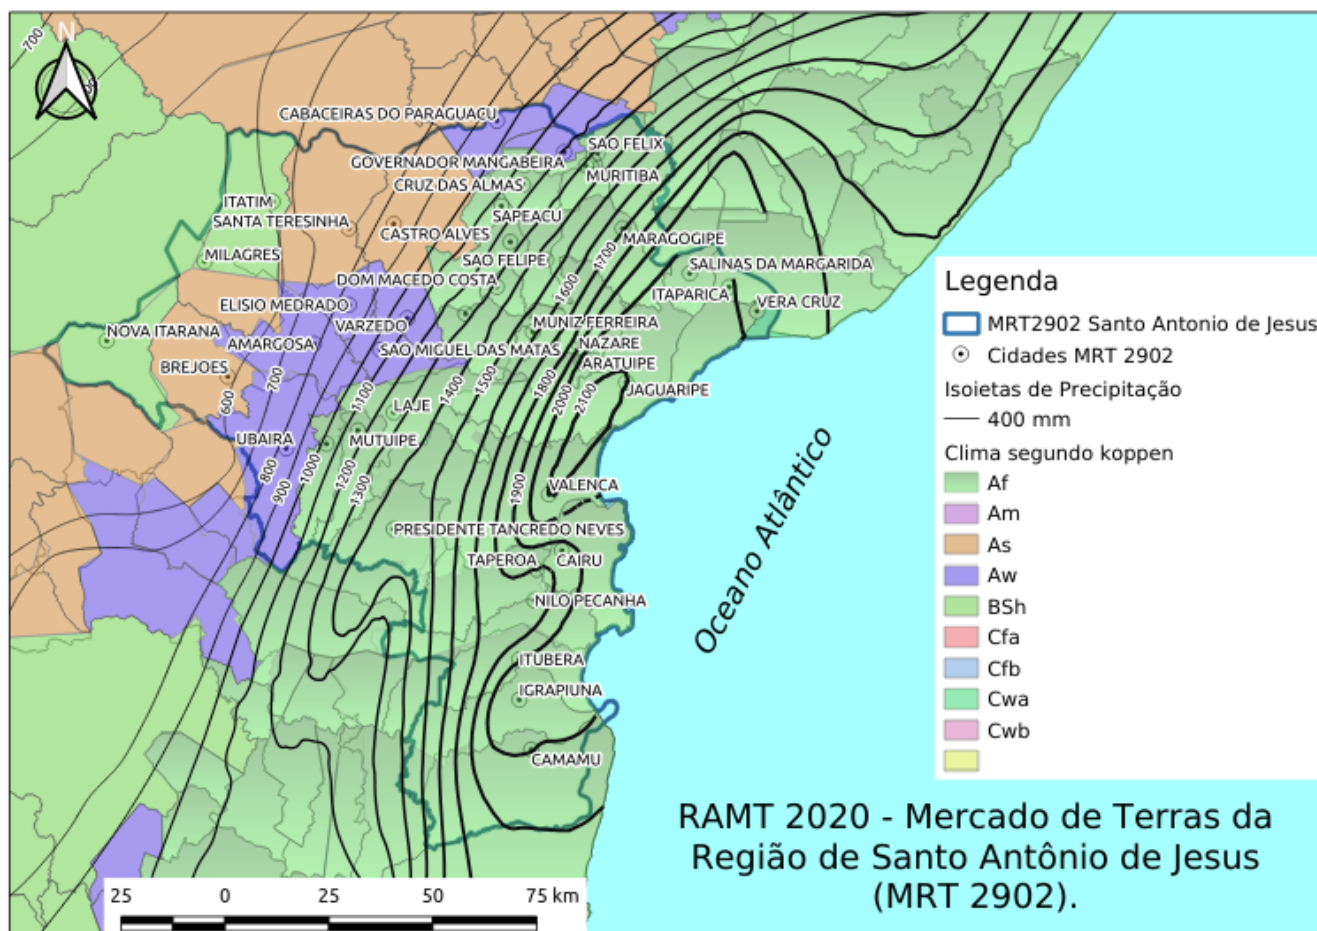 700
N
CABACEIRAS DO PARAGUACU
SAO FELIX
GOVERNADOR MANGABEIRA
MURITIBA
CRUZ DAS ALMAS
ITATIM
SAPEACU
SANTA TERESINHA
CASTRO ALVES
MARAGOGIPE
MILAGRES
SAO FELIPE
1700
SALINAS DA MARGARIDA
DOM MACEDO COSTA
1600
ITAPARICA
VERA CRUZ
ELISIO MEDRADO
NOVA ITARANA
VARZEDO
MUNIZ FERREIRA
AMARGOSA
SAO MIGUEL DAS MATAS
NAZARE
BREJOES
ARATUIPE
600
700
1100
1400
1500
1800
2000
2100
JAGUARIPE
LAJE
UBAIRA
MUTUIPE
800
900
1000
1200
1300
1900
VALENCA
PRESIDENTE TANCREDO NEVES
TAPEROA
CAIRU
NILO PECANHA
ITUBERA
IGRAPIUNA
CAMAMU
Oceano Atlântico
Legenda
MRT2902 Santo Antonio de Jesus
Cidades MRT 2902
Isoietas de Precipitação
400 mm
Clima segundo koppen
Af
Am
As
Aw
BSh
Cfa
Cfb
Cwa
Cwb
RAMT 2020 - Mercado de Terras da
Região de Santo Antônio de Jesus
(MRT 2902).
25 0 25 50 75 km